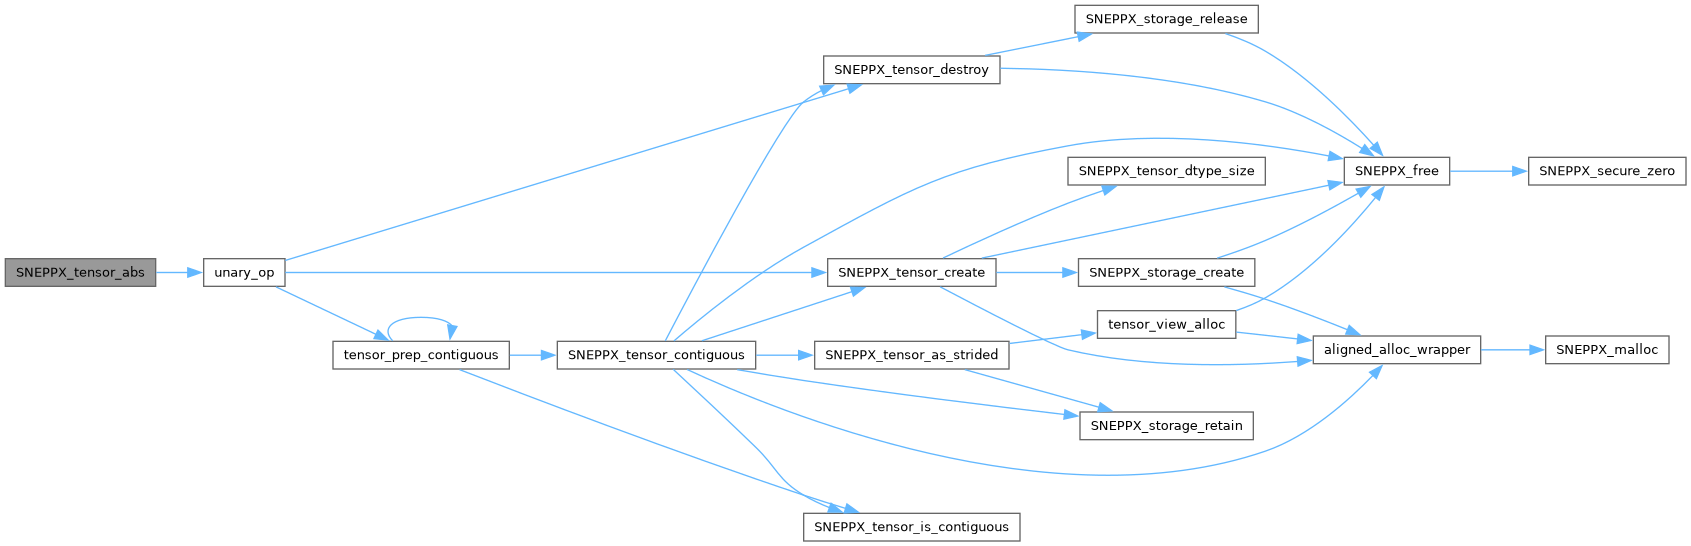 SNEPPX_storage_release
SNEPPX_tensor_destroy
SNEPPX_tensor_dtype_size
SNEPPX_free
SNEPPX_secure_zero
SNEPPX_tensor_abs
unary_op
SNEPPX_tensor_create
SNEPPX_storage_create
tensor_view_alloc
tensor_prep_contiguous
SNEPPX_tensor_contiguous
SNEPPX_tensor_as_strided
aligned_alloc_wrapper
SNEPPX_malloc
SNEPPX_storage_retain
SNEPPX_tensor_is_contiguous